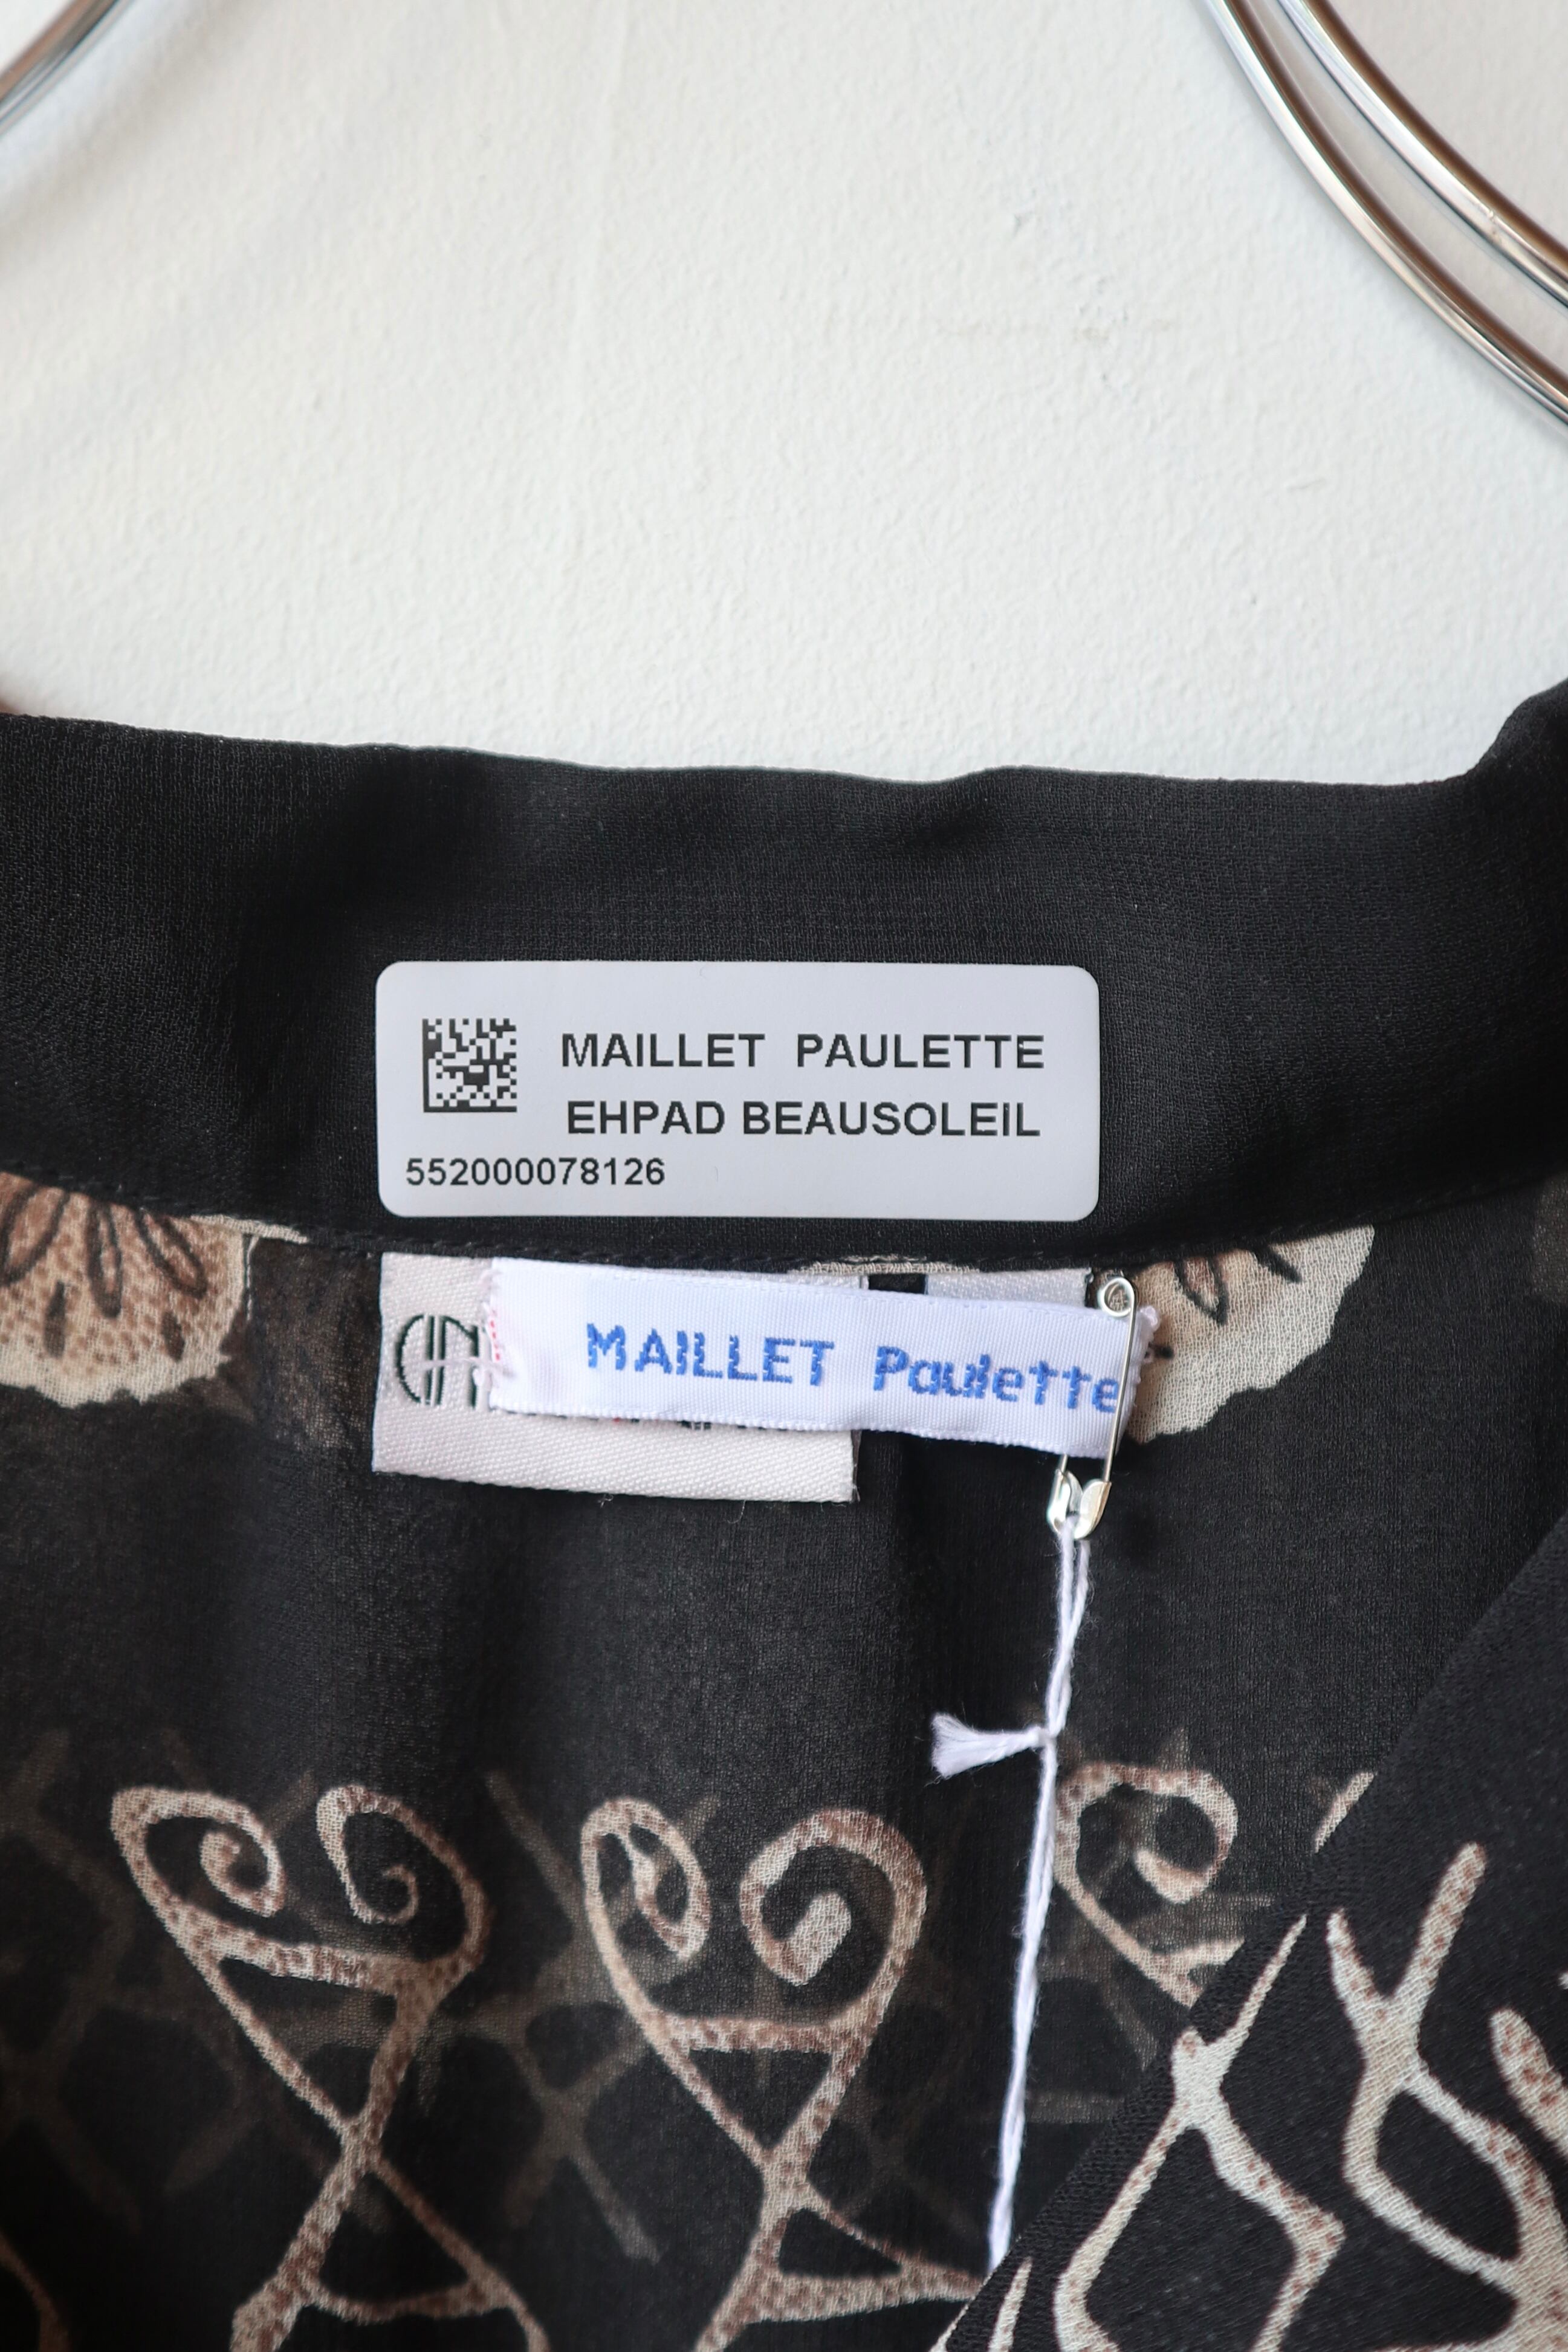 MAILLET PAULETTE
EHPAD BEAUSOLEIL
552000078126
MAILLET Paulette